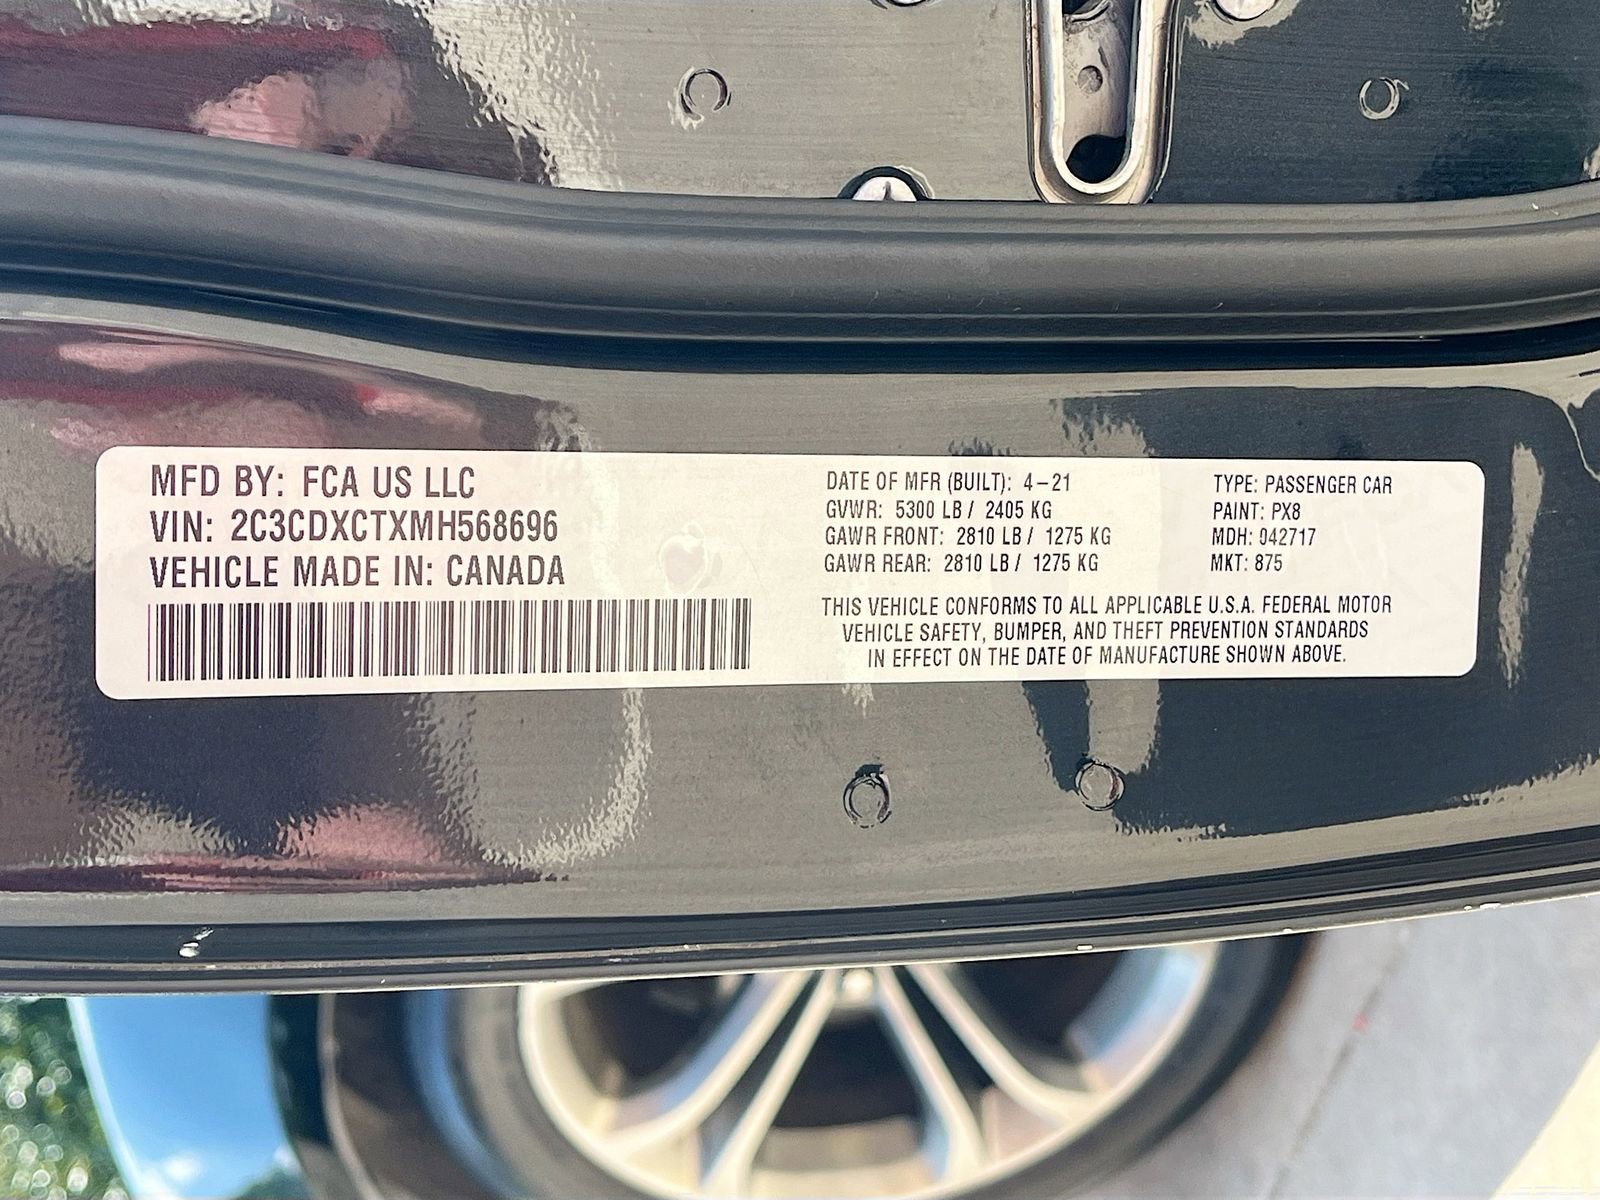 MFD BY: FCA US LLC
VIN: 2C3CDXCTXMH568696
VEHICLE MADE IN: CANADA
DATE OF MFR (BUILT): 4-21
GVWR: 5300 LB / 2405 KG
GAWR FRONT: 2810 LB / 1275 KG
GAWR REAR: 2810 LB / 1275 KG
TYPE: PASSENGER CAR
PAINT: PX8
MDH: 042717
MKT: 875
THIS VEHICLE CONFORMS TO ALL APPLICABLE U.S.A. FEDERAL MOTOR
VEHICLE SAFETY, BUMPER, AND THEFT PREVENTION STANDARDS
IN EFFECT ON THE DATE OF MANUFACTURE SHOWN ABOVE.